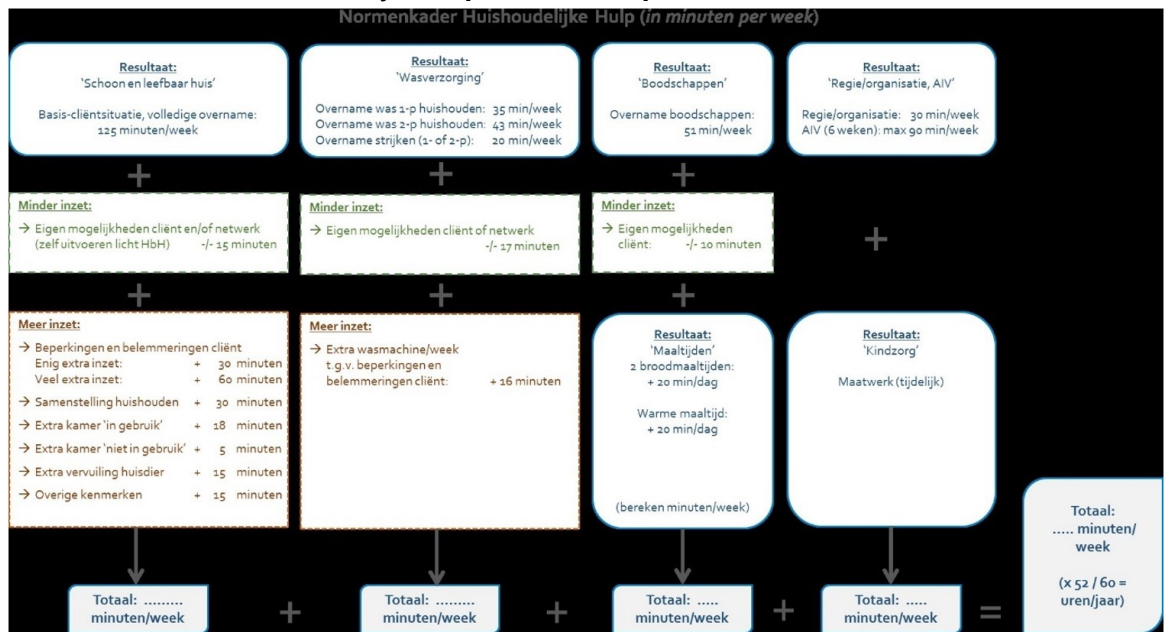 Normenkader Huishoudelijke Hulp (in minuten per week)
Resultaat:
'Schoon en leefbaar huis'
Basis-cliëntsituatie, volledige overname:
125 minuten/week
Resultaat:
'Wasverzorging'
Overname was 1-p huishouden: 35 min/week
Overname was 2-p huishouden: 43 min/week
Overname strijken (1- of 2-p): 20 min/week
Resultaat:
'Boodschappen'
Overname boodschappen:
51 min/week
Resultaat:
'Regie/organisatie, AIV'
Regie/organisatie: 30 min/week
AIV (6 weken): max 90 min/week
+
+
+
Minder inzet:
→ Eigen mogelijkheden cliënt en/of netwerk
(zelf uitvoeren licht HbH) -/- 15 minuten
Minder inzet:
→ Eigen mogelijkheden cliënt of netwerk
-/- 17 minuten
Minder inzet:
→ Eigen mogelijkheden
cliënt: -/- 10 minuten
+
+
+
+
Meer inzet:
→ Beperkingen en belemmeringen cliënt
Enig extra inzet: + 30 minuten
Veel extra inzet: + 60 minuten
→ Samenstelling huishouden + 30 minuten
→ Extra kamer 'in gebruik' + 18 minuten
→ Extra kamer 'niet in gebruik' + 5 minuten
→ Extra vervuiling huisdier + 15 minuten
→ Overige kenmerken + 15 minuten
Meer inzet:
→ Extra wasmachine/week
t.g.v. beperkingen en
belemmeringen cliënt: + 16 minuten
Resultaat:
'Maaltijden'
2 broodmaaltijden:
+ 20 min/dag
Warme maaltijd:
+ 20 min/dag
(bereken minuten/week)
Resultaat:
'Kindzorg'
Maatwerk (tijdelijk)
Totaal: .........
minuten/week
+
Totaal: .........
minuten/week
+
Totaal: .....
minuten/week
+
Totaal: .....
minuten/week
=
Totaal:
..... minuten/
week
(x 52 / 60 =
uren/jaar)